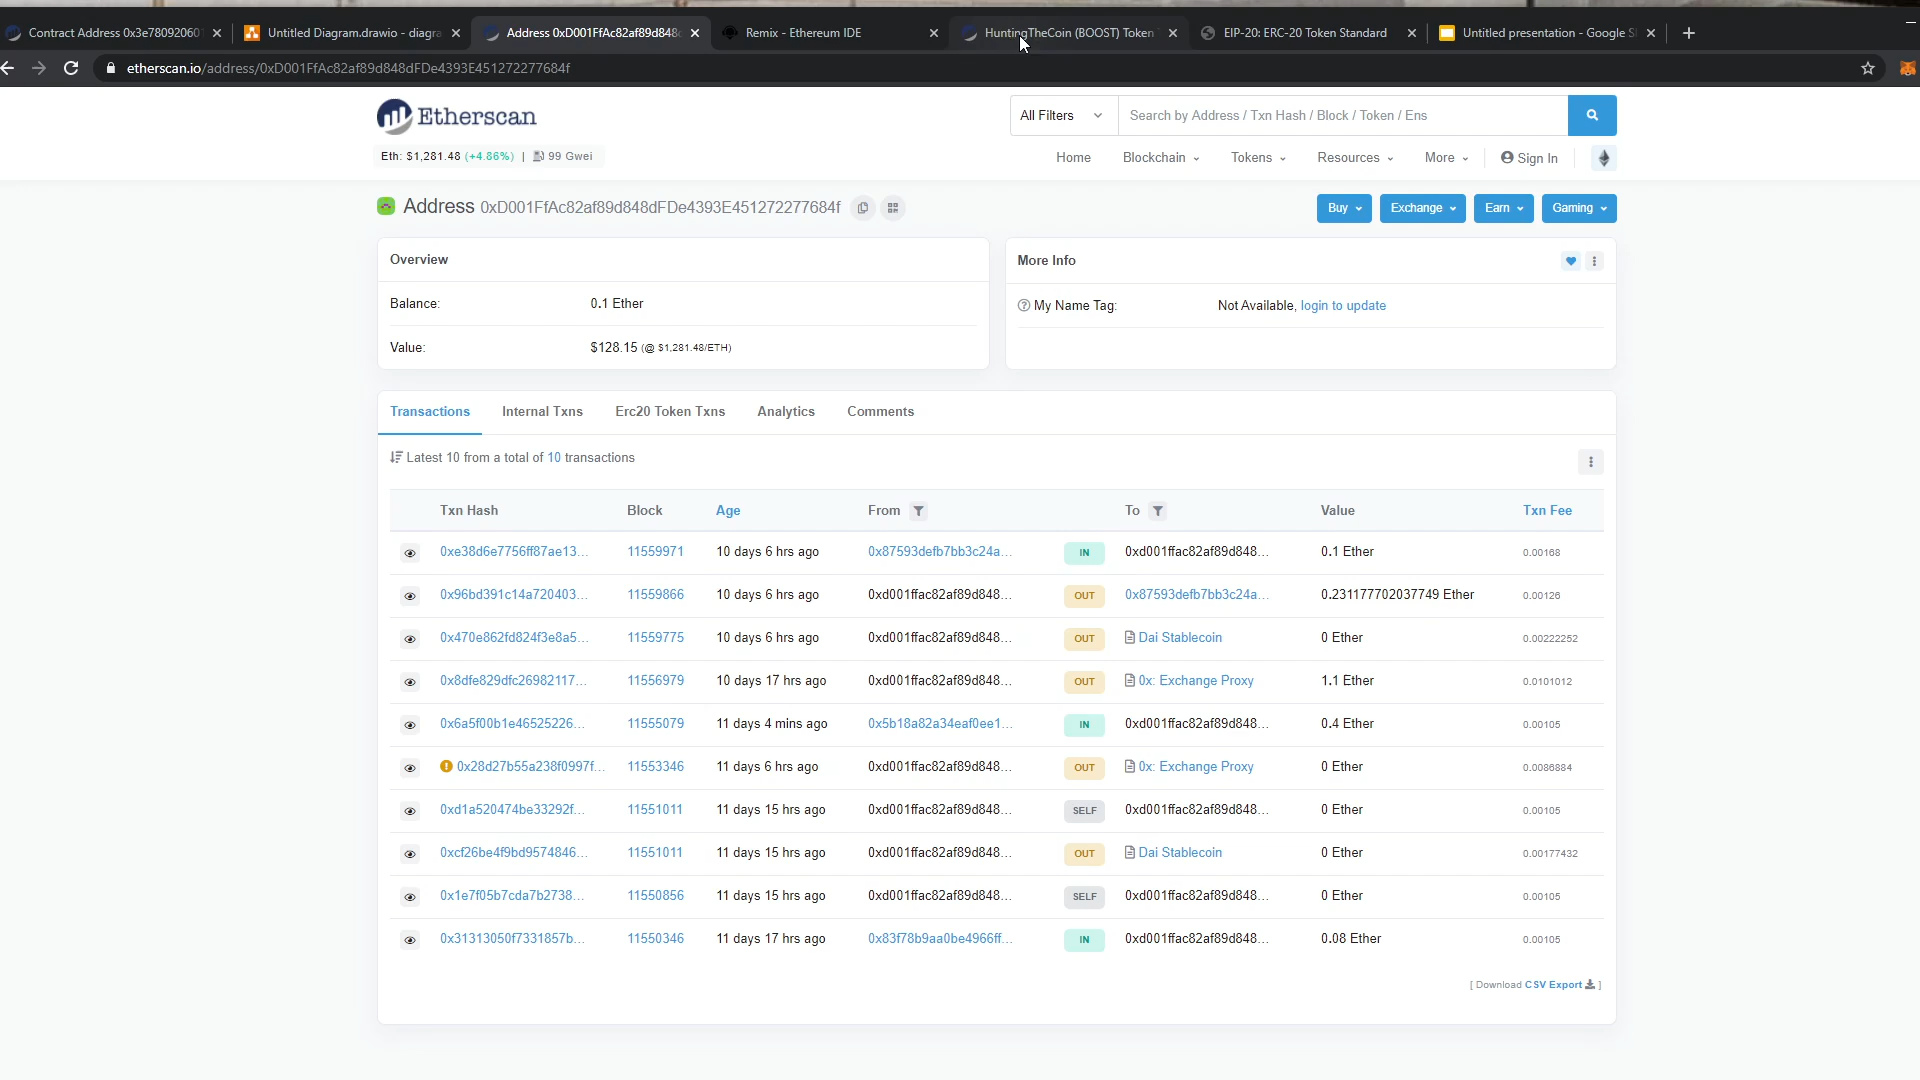 Contract Address 0x3e78092060
Untitled Diagram.drawio - diagra
Address 0xD001FfAc82af89d848d
Remix - Ethereum IDE
HuntingTheCoin (BOOST) Token
EIP-20: ERC-20 Token Standard
Untitled presentation - Google Sl
etherscan.io/address/0xD001FfAc82af89d848dFDe4393E451272277684f
Etherscan
All Filters
Search by Address / Txn Hash / Block / Token / Ens
Eth: $1,281.48 (+4.86%) | 99 Gwei
Home Blockchain Tokens Resources More Sign In
Address 0xD001FfAc82af89d848dFDe4393E451272277684f
Buy Exchange Earn Gaming
Overview
Balance: 0.1 Ether
Value: $128.15 (@ $1,281.48/ETH)
More Info
My Name Tag: Not Available, login to update
Transactions Internal Txns Erc20 Token Txns Analytics Comments
Latest 10 from a total of 10 transactions
Txn Hash Block Age From To Value Txn Fee
0xe38d6e7756ff87ae13... 11559971 10 days 6 hrs ago 0x87593defb7bb3c24a... IN 0xd001ffac82af89d848... 0.1 Ether 0.00168
0x96bd391c14a720403... 11559866 10 days 6 hrs ago 0xd001ffac82af89d848... OUT 0x87593defb7bb3c24a... 0.231177702037749 Ether 0.00126
0x470e862fd824f3e8a5... 11559775 10 days 6 hrs ago 0xd001ffac82af89d848... OUT Dai Stablecoin 0 Ether 0.00222252
0x8dfe829dfc26982117... 11556979 10 days 17 hrs ago 0xd001ffac82af89d848... OUT 0x: Exchange Proxy 1.1 Ether 0.0101012
0x6a5f00b1e46525226... 11555079 11 days 4 mins ago 0x5b18a82a34eaf0ee1... IN 0xd001ffac82af89d848... 0.4 Ether 0.00105
0x28d27b55a238f0997f... 11553346 11 days 6 hrs ago 0xd001ffac82af89d848... OUT 0x: Exchange Proxy 0 Ether 0.0086884
0xd1a520474be33292f... 11551011 11 days 15 hrs ago 0xd001ffac82af89d848... SELF 0xd001ffac82af89d848... 0 Ether 0.00105
0xcf26be4f9bd9574846... 11551011 11 days 15 hrs ago 0xd001ffac82af89d848... OUT Dai Stablecoin 0 Ether 0.00177432
0x1e7f05b7cda7b2738... 11550856 11 days 15 hrs ago 0xd001ffac82af89d848... SELF 0xd001ffac82af89d848... 0 Ether 0.00105
0x31313050f7331857b... 11550346 11 days 17 hrs ago 0x83f78b9aa0be4966ff... IN 0xd001ffac82af89d848... 0.08 Ether 0.00105
[ Download CSV Export ]